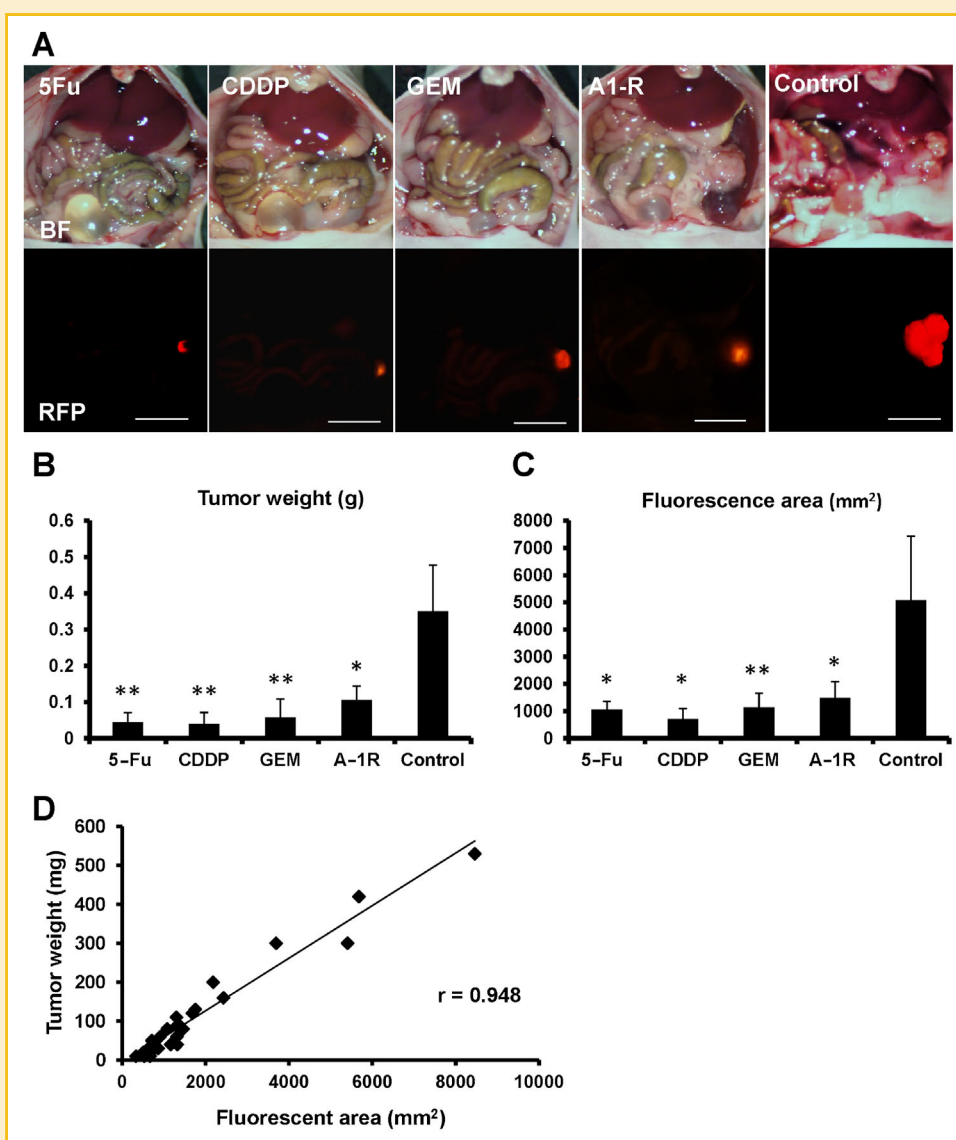 A
5Fu CDDP GEM A1-R Control
BF
RFP
B
Tumor weight (g)
0.6
0.5
0.4
0.3
0.2
0.1
0
** ** ** *
5-Fu CDDP GEM A-1R Control
C
Fluorescence area (mm²)
8000
7000
6000
5000
4000
3000
2000
1000
0
* * ** *
5-Fu CDDP GEM A-1R Control
D
Tumor weight (mg)
600
500
400
300
200
100
0
r = 0.948
0 2000 4000 6000 8000 10000
Fluorescent area (mm²)